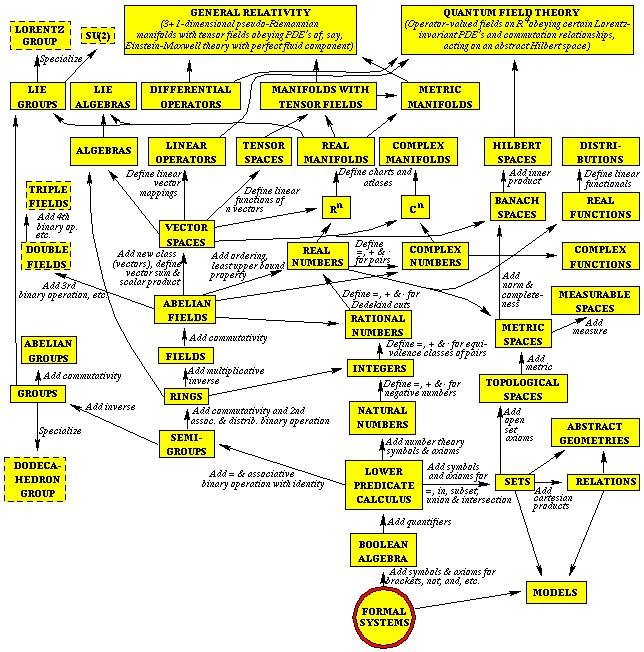 LORENTZ
GROUP
SU(2)
Specialize
GENERAL RELATIVITY
(3+1-dimensional pseudo-Riemannian
manifolds with tensor fields obeying PDE's of, say,
Einstein-Maxwell theory with perfect fluid component)
QUANTUM FIELD THEORY
(Operator-valued fields on R4 obeying certain Lorentz-
invariant PDE's and commutation relationships,
acting on an abstract Hilbert space)
LIE
GROUPS
LIE
ALGEBRAS
DIFFERENTIAL
OPERATORS
MANIFOLDS WITH
TENSOR FIELDS
METRIC
MANIFOLDS
ALGEBRAS
LINEAR
OPERATORS
TENSOR
SPACES
REAL
MANIFOLDS
COMPLEX
MANIFOLDS
HILBERT
SPACES
DISTRI-
BUTIONS
Define linear
vector
mappings
Define linear
functions of
n vectors
Define charts and
atlases
Add inner
product
Define linear
functionals
TRIPLE
FIELDS
Add 4th
binary op.
etc.
DOUBLE
FIELDS
Add 3rd
binary operation, etc.
VECTOR
SPACES
Rn
Cn
BANACH
SPACES
REAL
FUNCTIONS
Add new class
(vectors), define
vector sum &
scalar product
Add ordering,
least upper bound
property
REAL
NUMBERS
Define
=, + & ·
for pairs
COMPLEX
NUMBERS
COMPLEX
FUNCTIONS
Add
norm &
complete-
ness
ABELIAN
FIELDS
Define =, + & · for
Dedekind cuts
RATIONAL
NUMBERS
MEASURABLE
SPACES
Add
measure
METRIC
SPACES
ABELIAN
GROUPS
Add commutativity
Add commutativity
FIELDS
Define =, + & · for equi-
valence classes of pairs
Add metric
Add multiplicative
inverse
INTEGERS
TOPOLOGICAL
SPACES
GROUPS
Add inverse
RINGS
Define =, + & · for
negative numbers
Add commutativity and 2nd
assoc. & distrib. binary operation
NATURAL
NUMBERS
Add
open
set
axioms
Specialize
SEMI-
GROUPS
Add number theory
symbols & axioms
ABSTRACT
GEOMETRIES
DODECA-
HEDRON
GROUP
Add = & associative
binary operation with identity
LOWER
PREDICATE
CALCULUS
Add symbols
and axioms for
=, in, subset,
union & intersection
SETS
Add
cartesian
products
RELATIONS
Add quantifiers
BOOLEAN
ALGEBRA
Add symbols & axioms for
brackets, not, and, etc.
MODELS
FORMAL
SYSTEMS